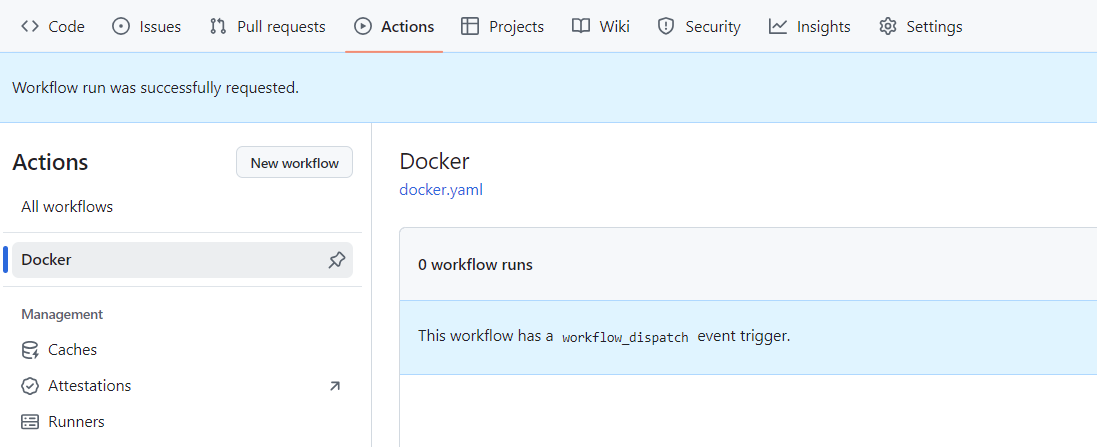 Code Issues Pull requests Actions Projects Wiki Security Insights Settings
Workflow run was successfully requested.
Actions
New workflow
All workflows
Docker
Management
Caches
Attestations
Runners
Docker
docker.yaml
0 workflow runs
This workflow has a workflow_dispatch event trigger.